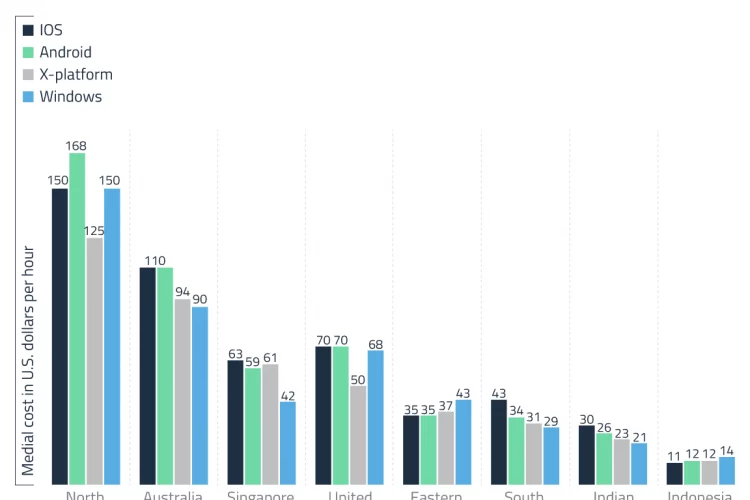 IOS
Android
X-platform
Windows
Medial cost in U.S. dollars per hour
150 168 125 150
110 94 90
63 59 61 42
70 70 50 68
35 35 37 43
43 34 31 29
30 26 23 21
11 12 12 14
North Australia Singapore United Eastern South Indian Indonesia